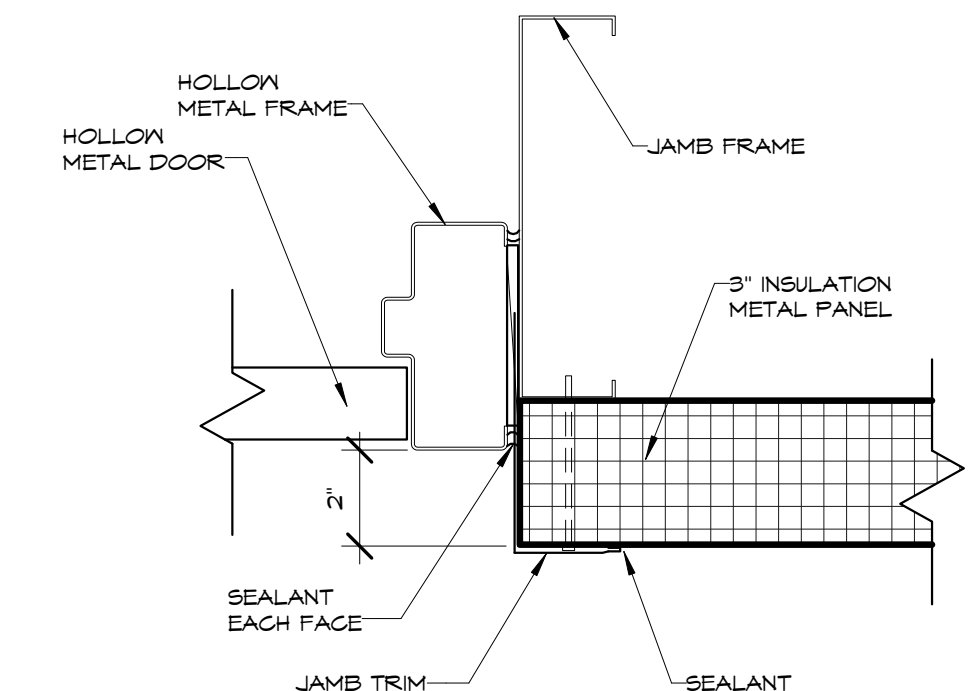 HOLLOW
METAL FRAME
HOLLOW
METAL DOOR
JAMB FRAME
3" INSULATION
METAL PANEL
2"
SEALANT
EACH FACE
JAMB TRIM
SEALANT